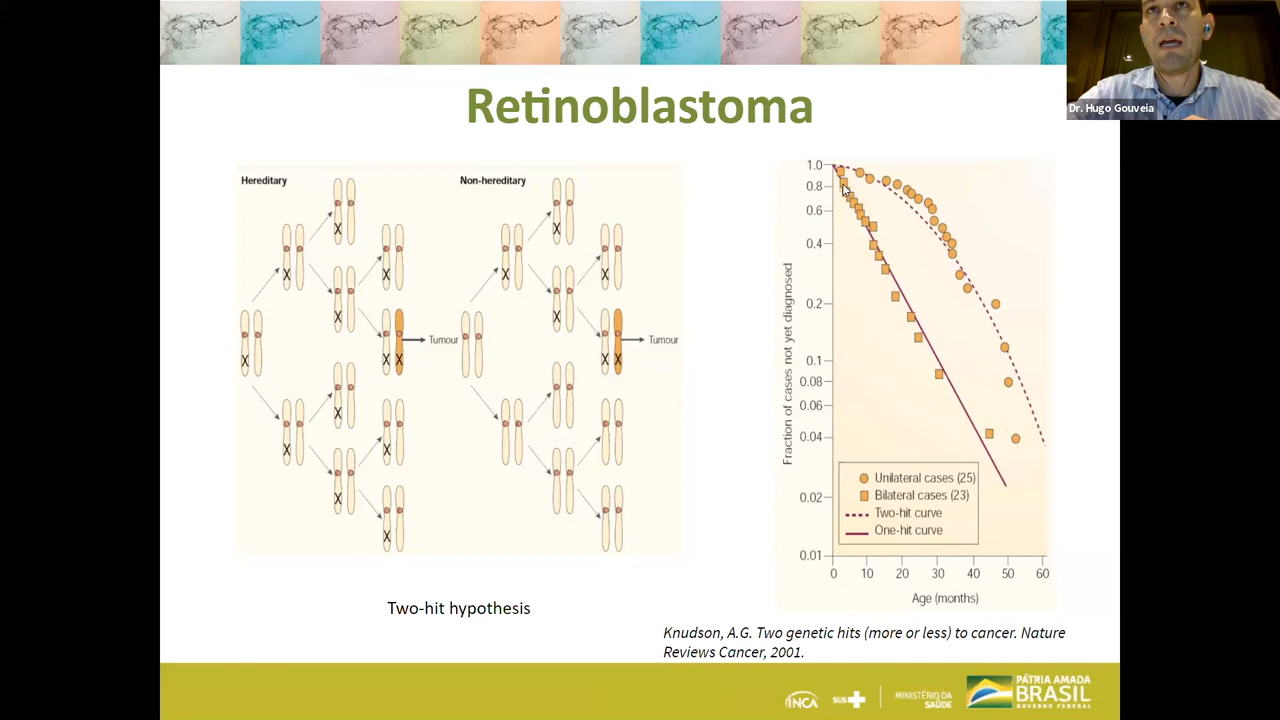 Dr. Hugo Gouveia
Retinoblastoma
Hereditary
Non-hereditary
X
X
X
X
X
X
X
X
X
X
X
X
Tumour
X
X
X
X
X
X
Tumour
Two-hit hypothesis
Fraction of cases not yet diagnosed
1.0
0.8
0.6
0.4
0.2
0.1
0.08
0.06
0.04
0.02
0.01
Unilateral cases (25)
Bilateral cases (23)
Two-hit curve
One-hit curve
0
10
20
30
40
50
60
Age (months)
Knudson, A.G. Two genetic hits (more or less) to cancer. Nature
Reviews Cancer, 2001.
INCA
SUS
MINISTÉRIO DA
SAÚDE
PÁTRIA AMADA
BRASIL
GOVERNO FEDERAL